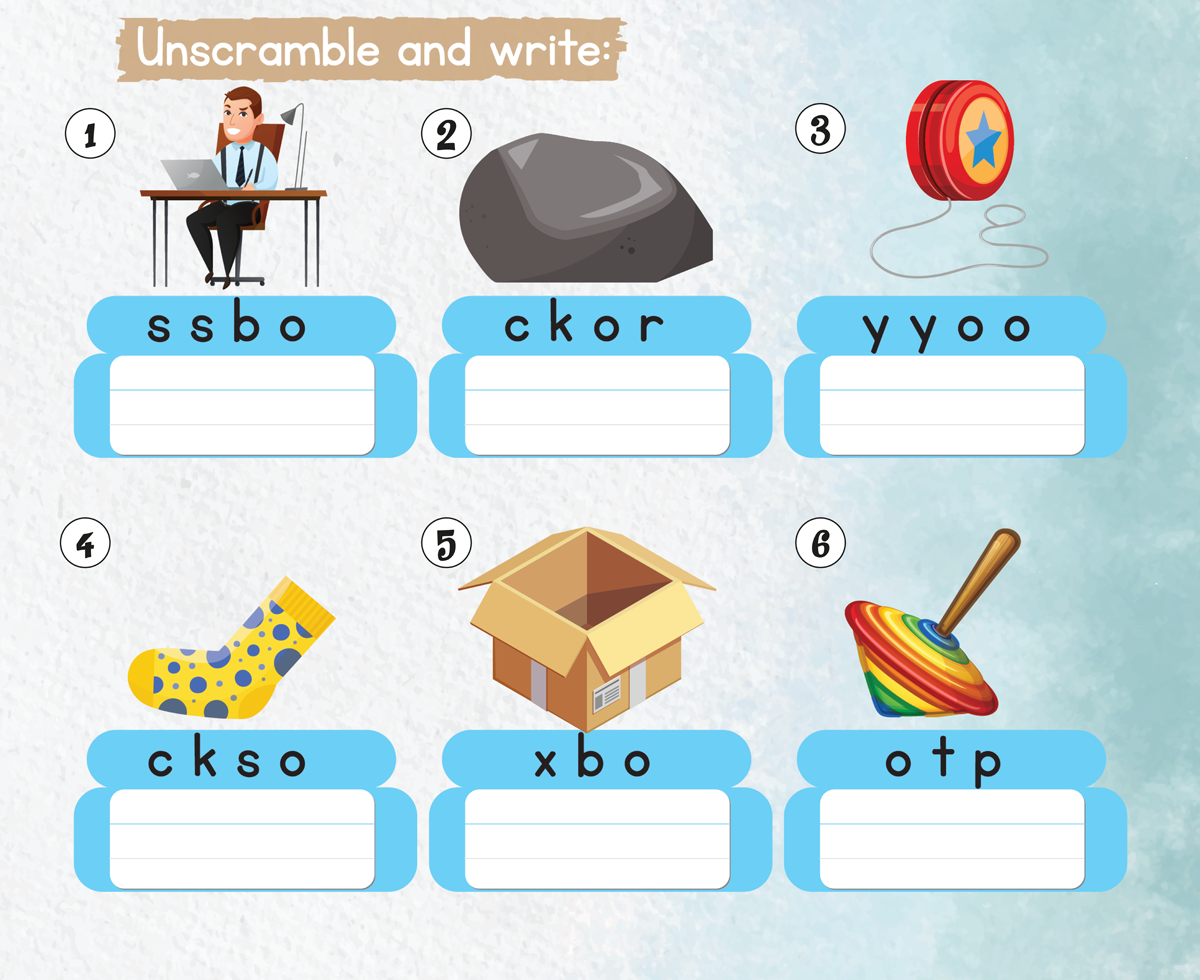 Unscramble and write:
1
2
3
s s b o
c k o r
y y o o
4
5
6
c k s o
x b o
o t p